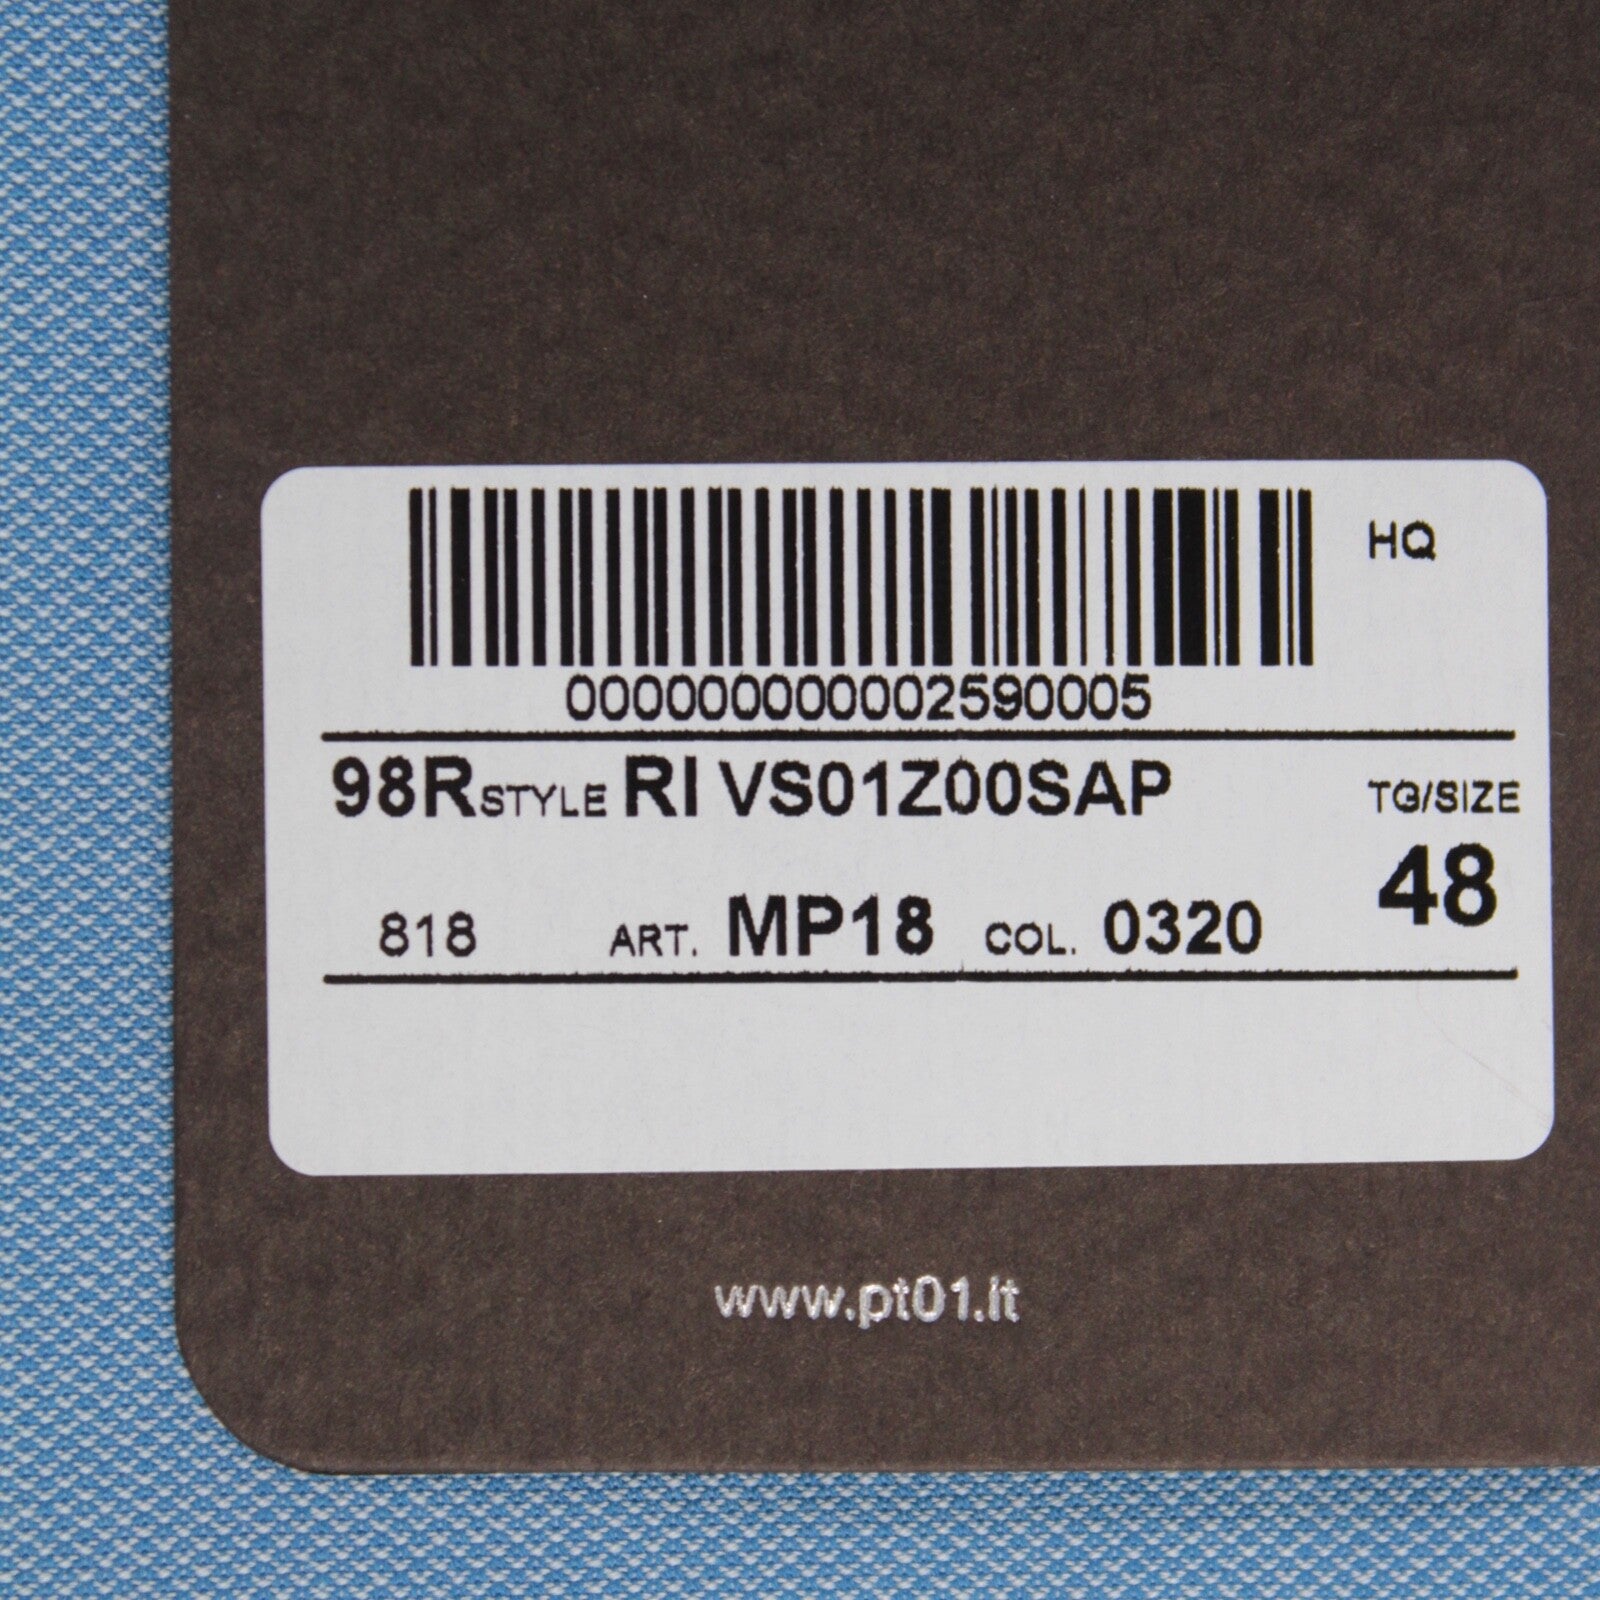 HQ
000000000002590005
98R STYLE RI VS01Z00SAP TG/SIZE
48
818 ART. MP18 COL. 0320
www.pt01.it